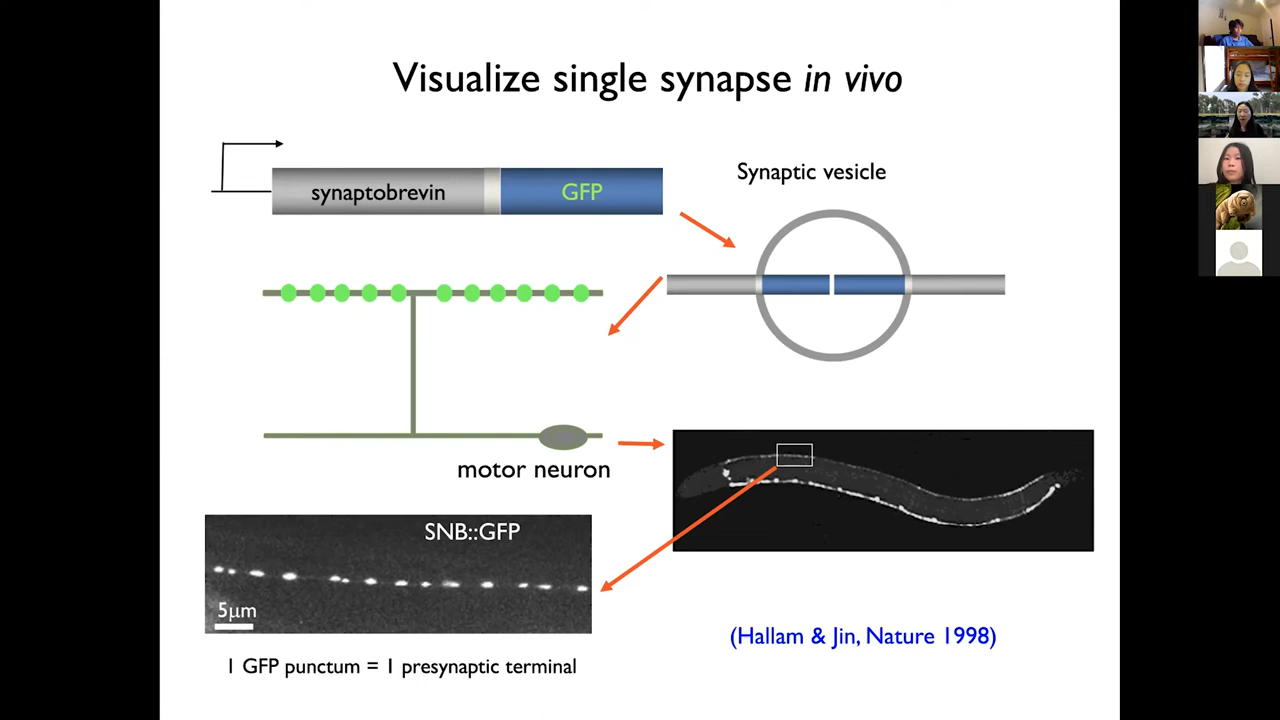 Visualize single synapse in vivo
synaptobrevin
GFP
Synaptic vesicle
motor neuron
SNB::GFP
5μm
(Hallam & Jin, Nature 1998)
1 GFP punctum = 1 presynaptic terminal